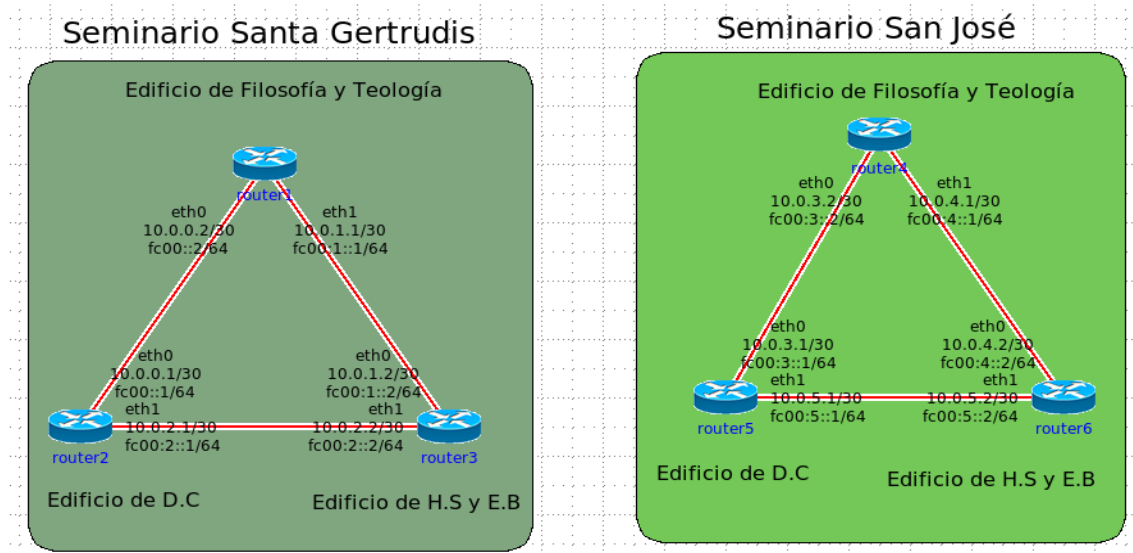 Seminario Santa Gertrudis
Edificio de Filosofía y Teología
router1
eth0
10.0.0.2/30
fc00::2/64
eth1
10.0.1.1/30
fc00:1::1/64
eth0
10.0.0.1/30
fc00::1/64
eth1
10.0.2.1/30
fc00:2::1/64
router2
eth0
10.0.1.2/30
fc00:1::2/64
eth1
10.0.2.2/30
fc00:2::2/64
router3
Edificio de D.C
Edificio de H.S y E.B
Seminario San José
Edificio de Filosofía y Teología
router4
eth0
10.0.3.2/30
fc00:3::2/64
eth1
10.0.4.1/30
fc00:4::1/64
eth0
10.0.3.1/30
fc00:3::1/64
eth1
10.0.5.1/30
fc00:5::1/64
router5
eth0
10.0.4.2/30
fc00:4::2/64
eth1
10.0.5.2/30
fc00:5::2/64
router6
Edificio de D.C
Edificio de H.S y E.B